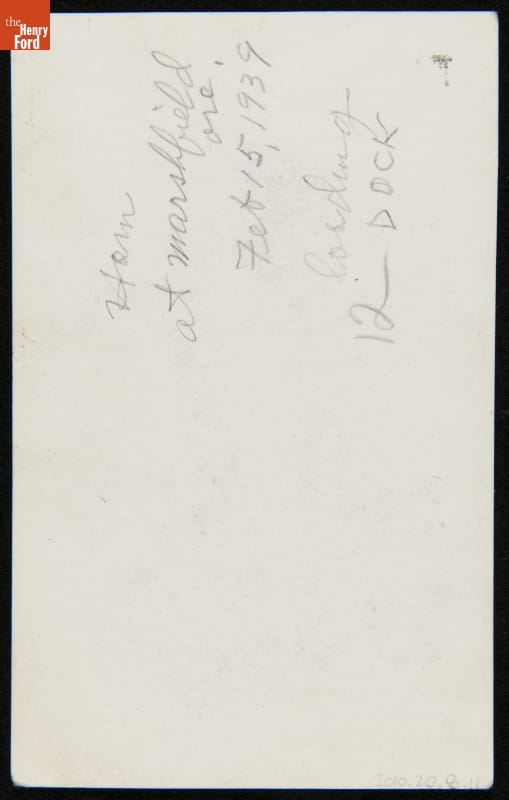 the
Henry
Ford
Horn
at marshfield
ore.
Feb 15, 1939
loading
12 — DOCK
2010.20.8.11